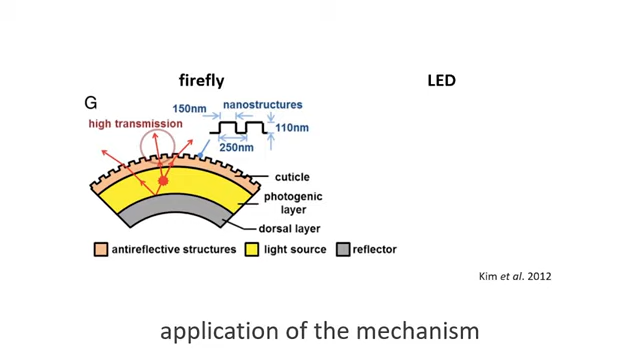 firefly
LED
G
150nm
nanostructures
high transmission
110nm
250nm
cuticle
photogenic
layer
dorsal layer
antireflective structures
light source
reflector
Kim et al. 2012
application of the mechanism